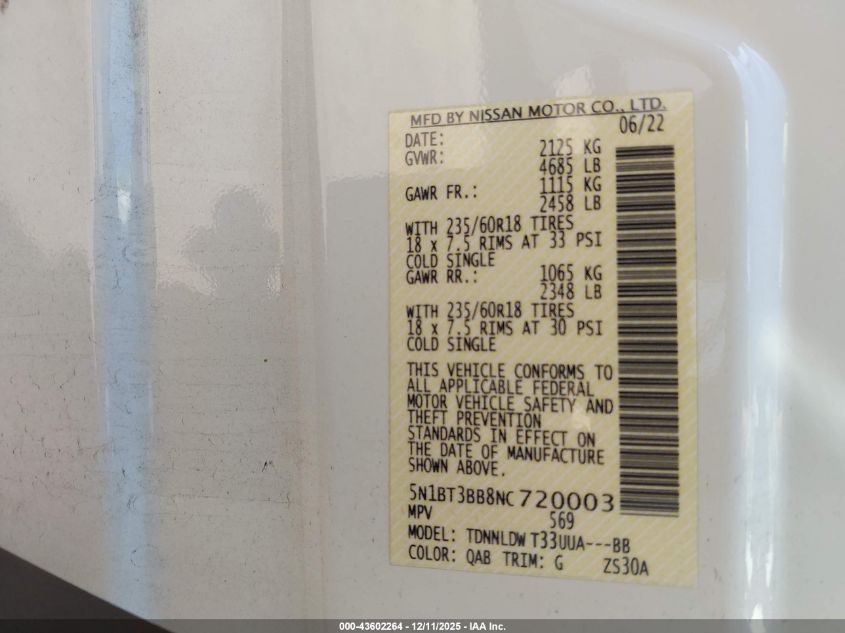 MFD BY NISSAN MOTOR CO., LTD.
DATE: 06/22
GVWR: 2125 KG
4685 LB
GAWR FR.: 1115 KG
2458 LB
WITH 235/60R18 TIRES
18 x 7.5 RIMS AT 33 PSI
COLD SINGLE
GAWR RR.: 1065 KG
2348 LB
WITH 235/60R18 TIRES
18 x 7.5 RIMS AT 30 PSI
COLD SINGLE
THIS VEHICLE CONFORMS TO
ALL APPLICABLE FEDERAL
MOTOR VEHICLE SAFETY AND
THEFT PREVENTION
STANDARDS IN EFFECT ON
THE DATE OF MANUFACTURE
SHOWN ABOVE.
5N1BT3BB8NC720003
MPV 569
MODEL: TDNNLDW T33UUA---BB
COLOR: QAB TRIM: G ZS30A
000-43602264 - 12/11/2025 - IAA Inc.